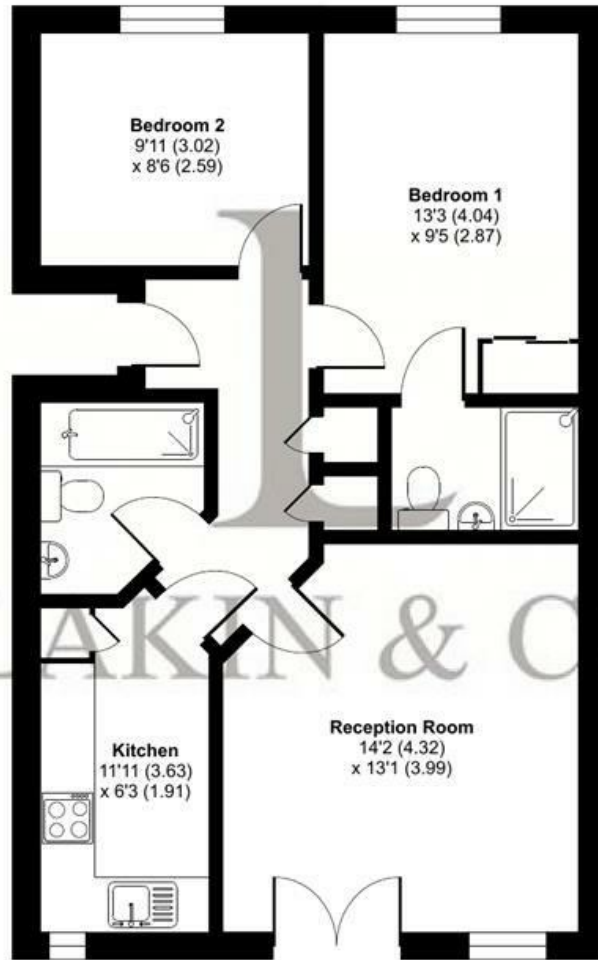 Bedroom 2
9'11 (3.02)
x 8'6 (2.59)
Bedroom 1
13'3 (4.04)
x 9'5 (2.87)
L
LAKIN & C
Reception Room
14'2 (4.32)
x 13'1 (3.99)
Kitchen
11'11 (3.63)
x 6'3 (1.91)